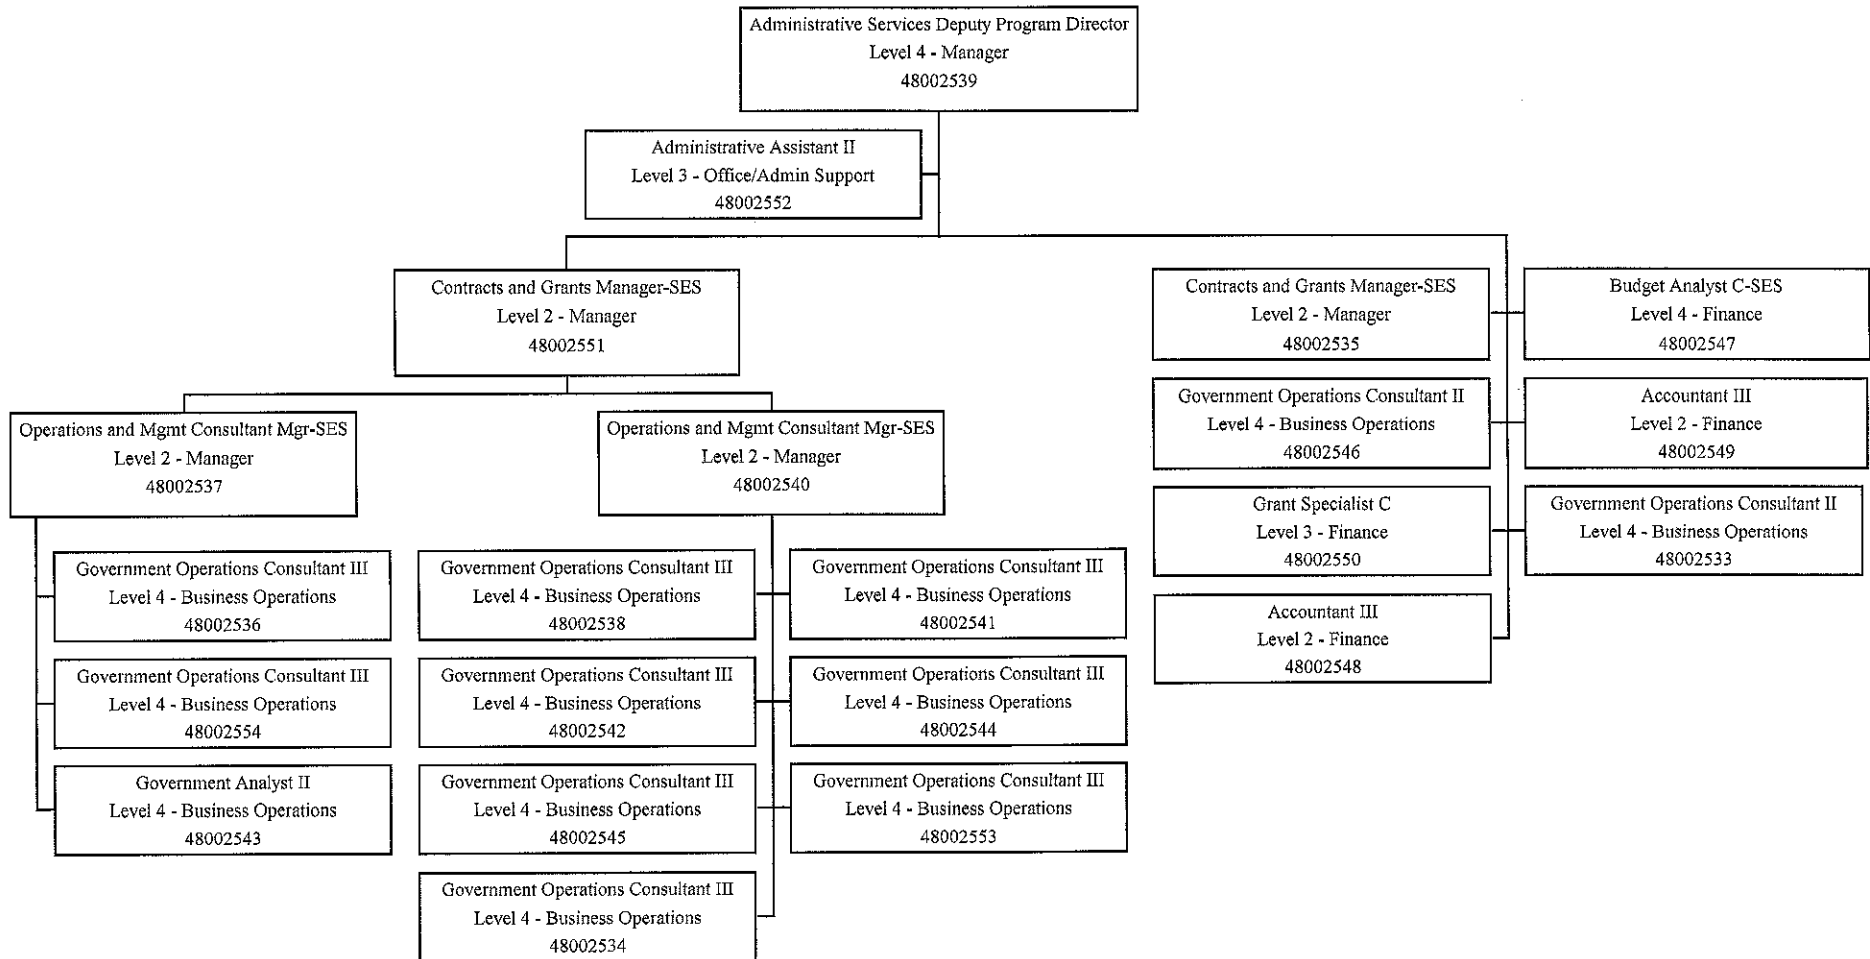 Administrative Services Deputy Program Director
Level 4 - Manager
48002539
Administrative Assistant II
Level 3 - Office/Admin Support
48002552
Contracts and Grants Manager-SES
Level 2 - Manager
48002551
Operations and Mgmt Consultant Mgr-SES
Level 2 - Manager
48002537
Government Operations Consultant III
Level 4 - Business Operations
48002536
Government Operations Consultant III
Level 4 - Business Operations
48002554
Government Analyst II
Level 4 - Business Operations
48002543
Operations and Mgmt Consultant Mgr-SES
Level 2 - Manager
48002540
Government Operations Consultant III
Level 4 - Business Operations
48002538
Government Operations Consultant III
Level 4 - Business Operations
48002541
Government Operations Consultant III
Level 4 - Business Operations
48002542
Government Operations Consultant III
Level 4 - Business Operations
48002544
Government Operations Consultant III
Level 4 - Business Operations
48002545
Government Operations Consultant III
Level 4 - Business Operations
48002553
Government Operations Consultant III
Level 4 - Business Operations
48002534
Contracts and Grants Manager-SES
Level 2 - Manager
48002535
Budget Analyst C-SES
Level 4 - Finance
48002547
Government Operations Consultant II
Level 4 - Business Operations
48002546
Accountant III
Level 2 - Finance
48002549
Grant Specialist C
Level 3 - Finance
48002550
Government Operations Consultant II
Level 4 - Business Operations
48002533
Accountant III
Level 2 - Finance
48002548